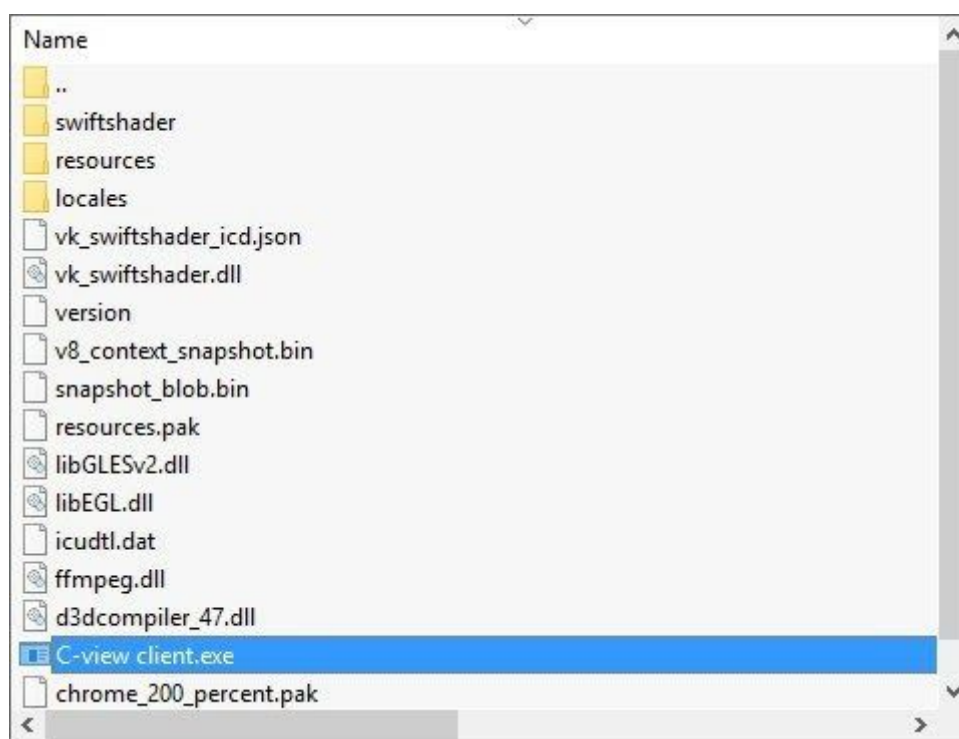 Name
..
swiftshader
resources
locales
vk_swiftshader_icd.json
vk_swiftshader.dll
version
v8_context_snapshot.bin
snapshot_blob.bin
resources.pak
libGLESv2.dll
libEGL.dll
icudtl.dat
ffmpeg.dll
d3dcompiler_47.dll
C-view client.exe
chrome_200_percent.pak